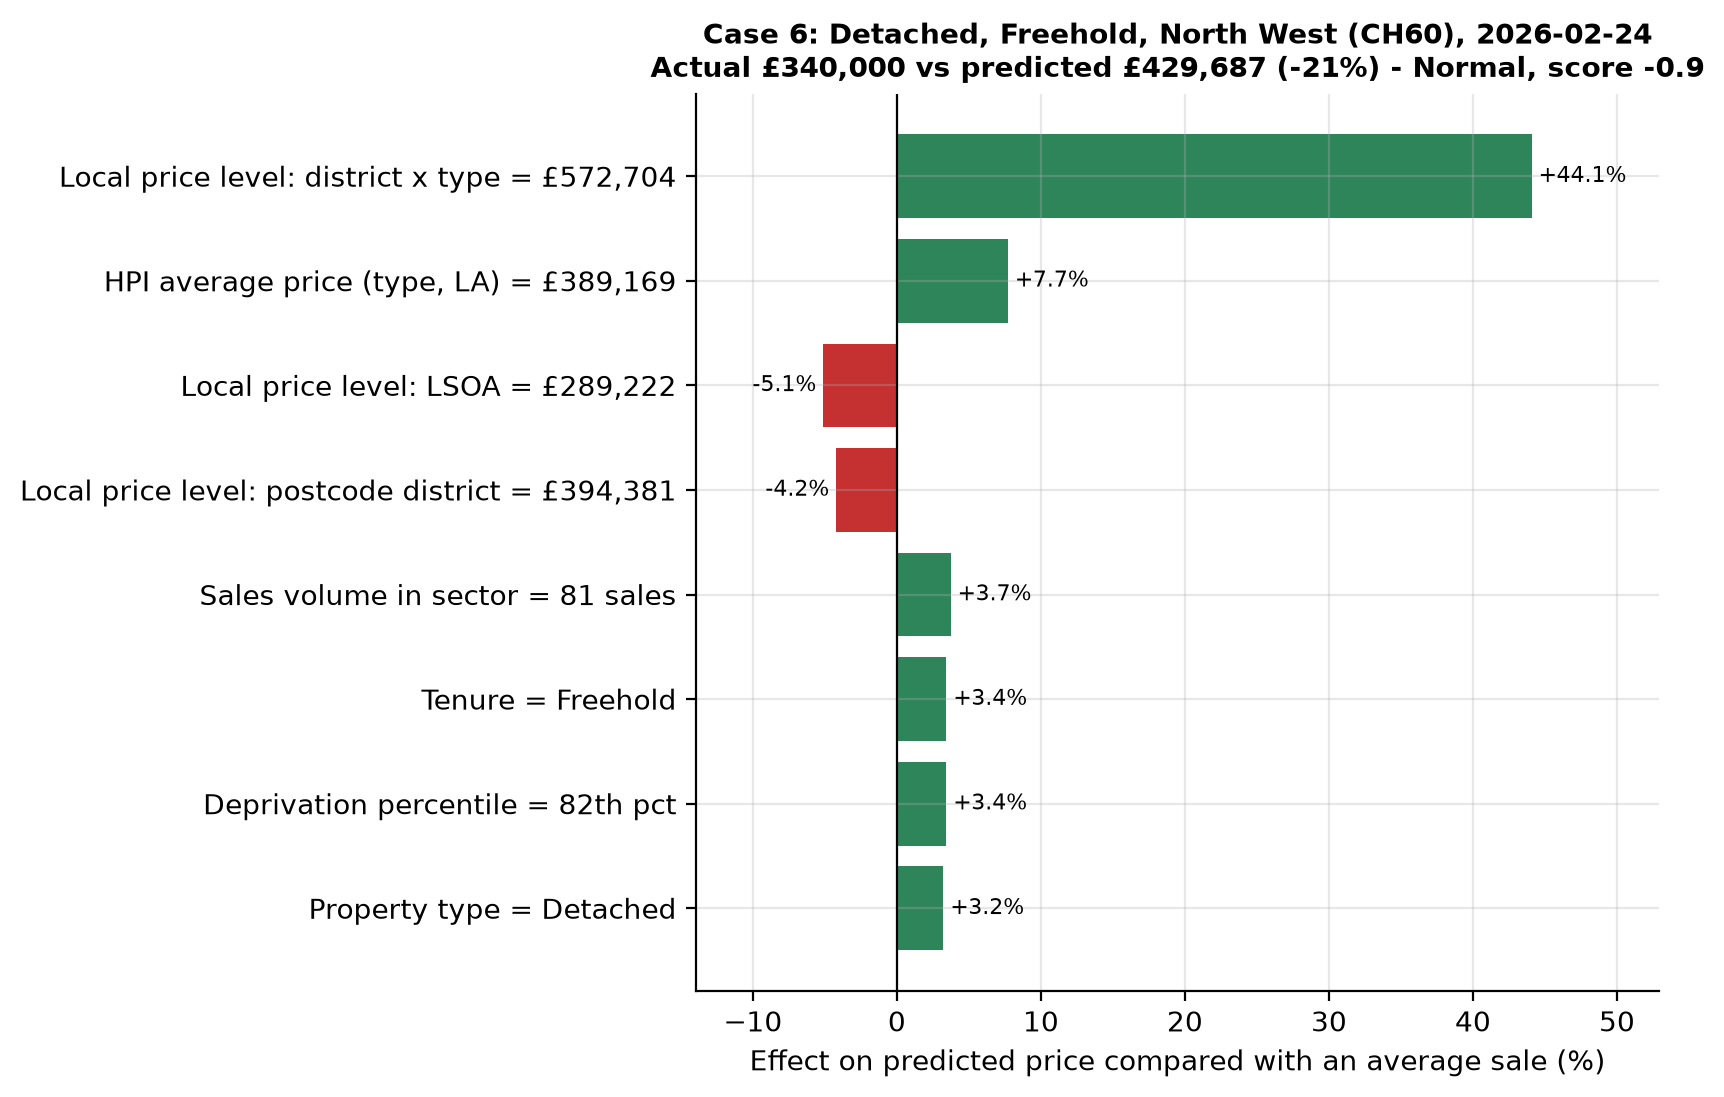 Case 6: Detached, Freehold, North West (CH60), 2026-02-24
Actual £340,000 vs predicted £429,687 (-21%) - Normal, score -0.9
Local price level: district x type = £572,704
+44.1%
HPI average price (type, LA) = £389,169
+7.7%
Local price level: LSOA = £289,222
-5.1%
Local price level: postcode district = £394,381
-4.2%
Sales volume in sector = 81 sales
+3.7%
Tenure = Freehold
+3.4%
Deprivation percentile = 82th pct
+3.4%
Property type = Detached
+3.2%
−10 0 10 20 30 40 50
Effect on predicted price compared with an average sale (%)